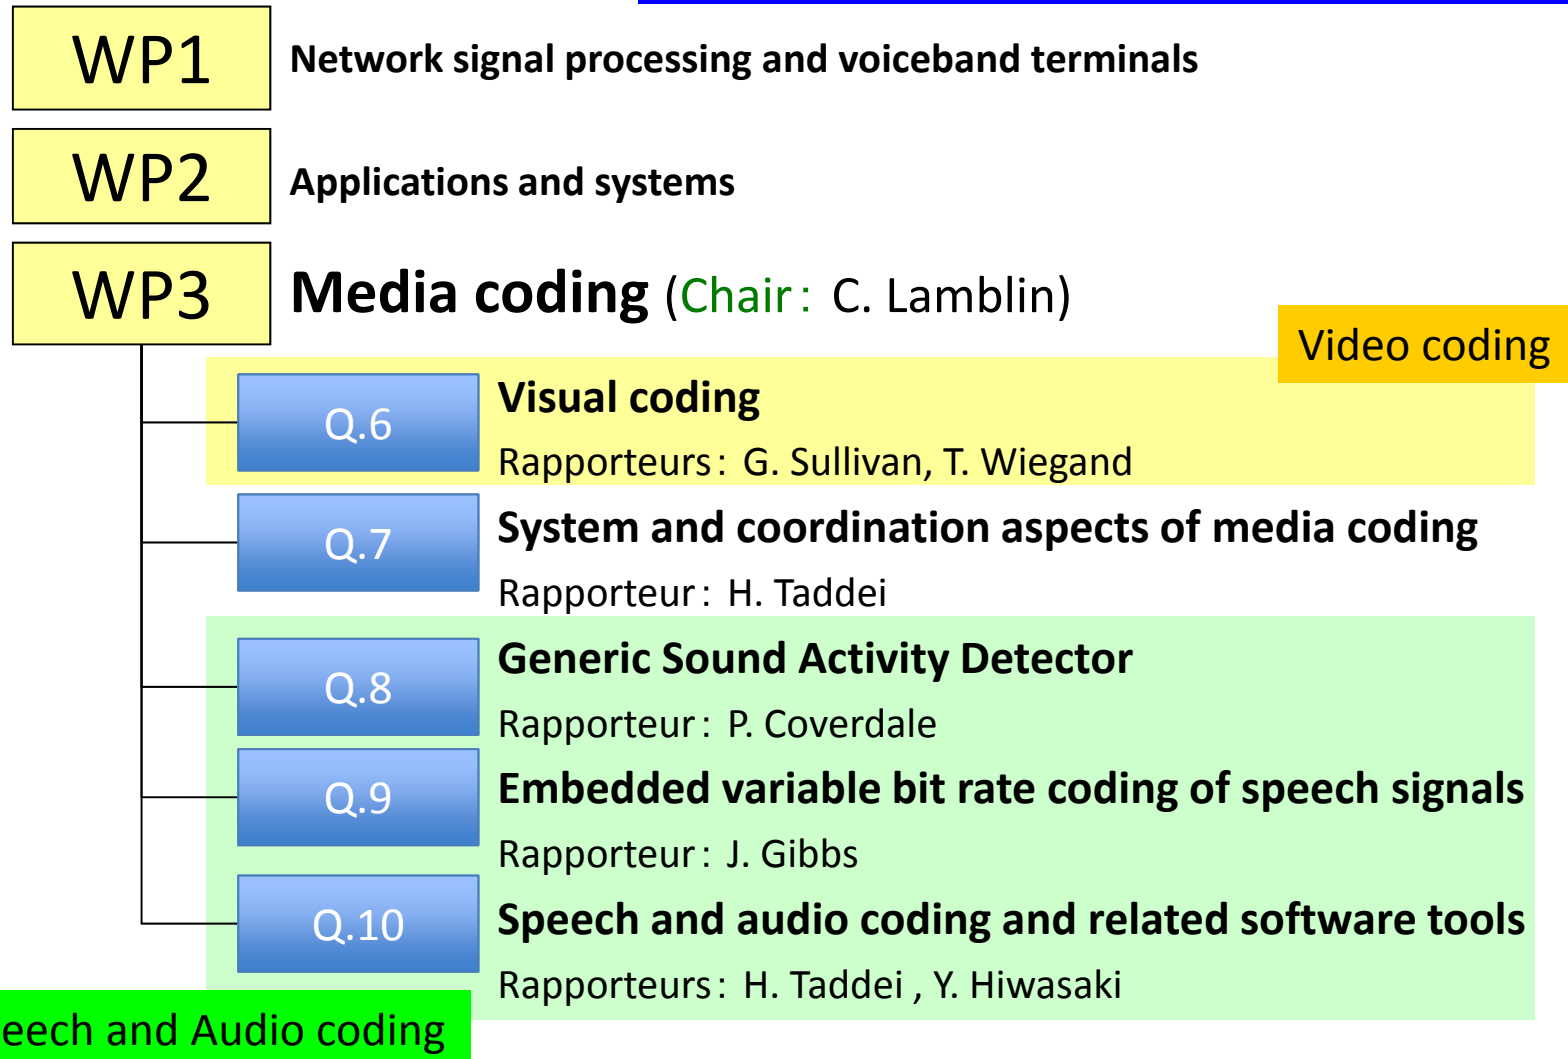 WP1 Network signal processing and voiceband terminals
WP2 Applications and systems
WP3 Media coding (Chair: C. Lamblin)
Video coding
Q.6 Visual coding
Rapporteurs: G. Sullivan, T. Wiegand
Q.7 System and coordination aspects of media coding
Rapporteur: H. Taddei
Q.8 Generic Sound Activity Detector
Rapporteur: P. Coverdale
Q.9 Embedded variable bit rate coding of speech signals
Rapporteur: J. Gibbs
Q.10 Speech and audio coding and related software tools
Rapporteurs: H. Taddei , Y. Hiwasaki
eech and Audio coding